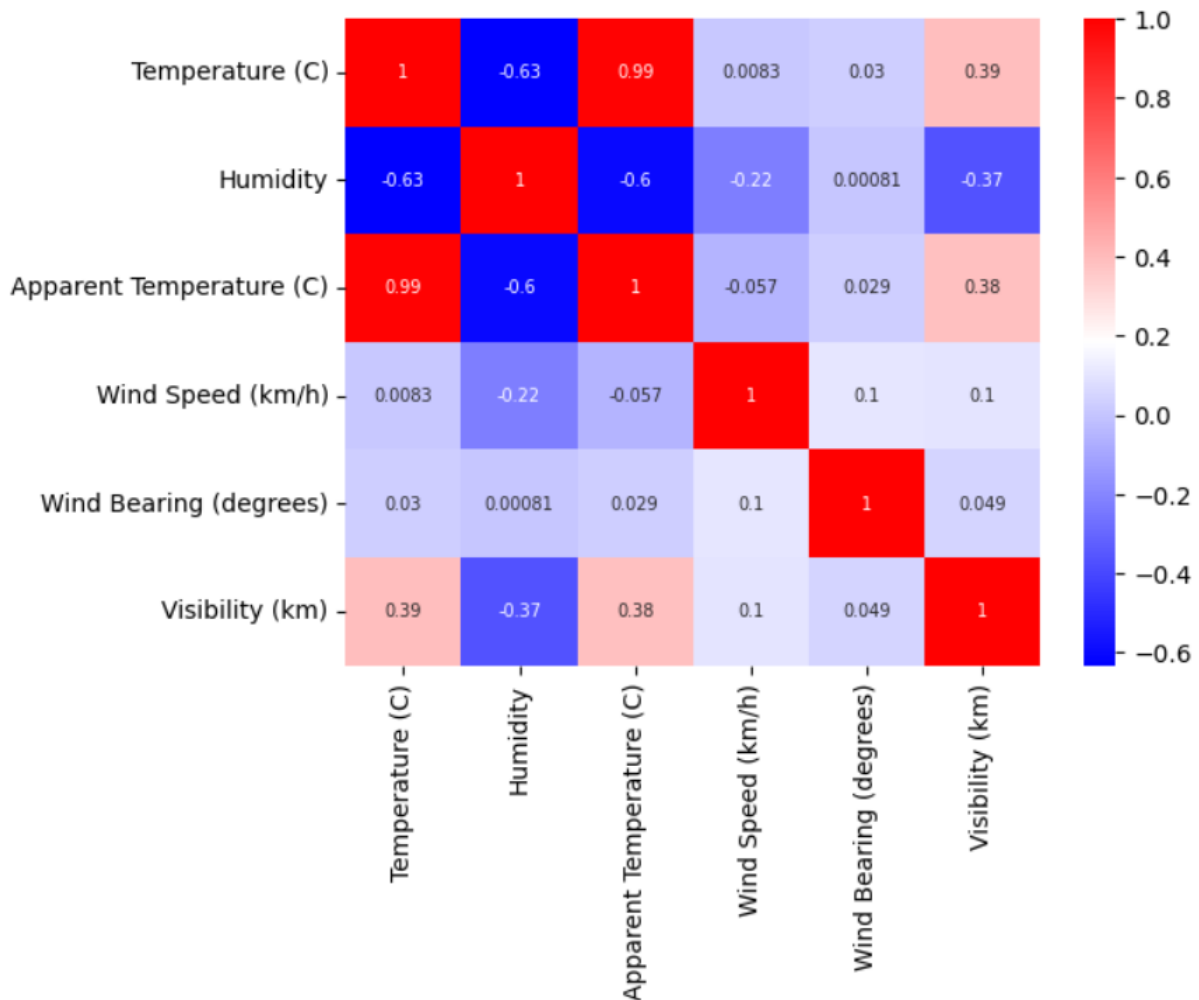 Temperature (C) 1 -0.63 0.99 0.0083 0.03 0.39
Humidity -0.63 1 -0.6 -0.22 0.00081 -0.37
Apparent Temperature (C) 0.99 -0.6 1 -0.057 0.029 0.38
Wind Speed (km/h) 0.0083 -0.22 -0.057 1 0.1 0.1
Wind Bearing (degrees) 0.03 0.00081 0.029 0.1 1 0.049
Visibility (km) 0.39 -0.37 0.38 0.1 0.049 1
Temperature (C)
Humidity
Apparent Temperature (C)
Wind Speed (km/h)
Wind Bearing (degrees)
Visibility (km)
1.0
0.8
0.6
0.4
0.2
0.0
−0.2
−0.4
−0.6